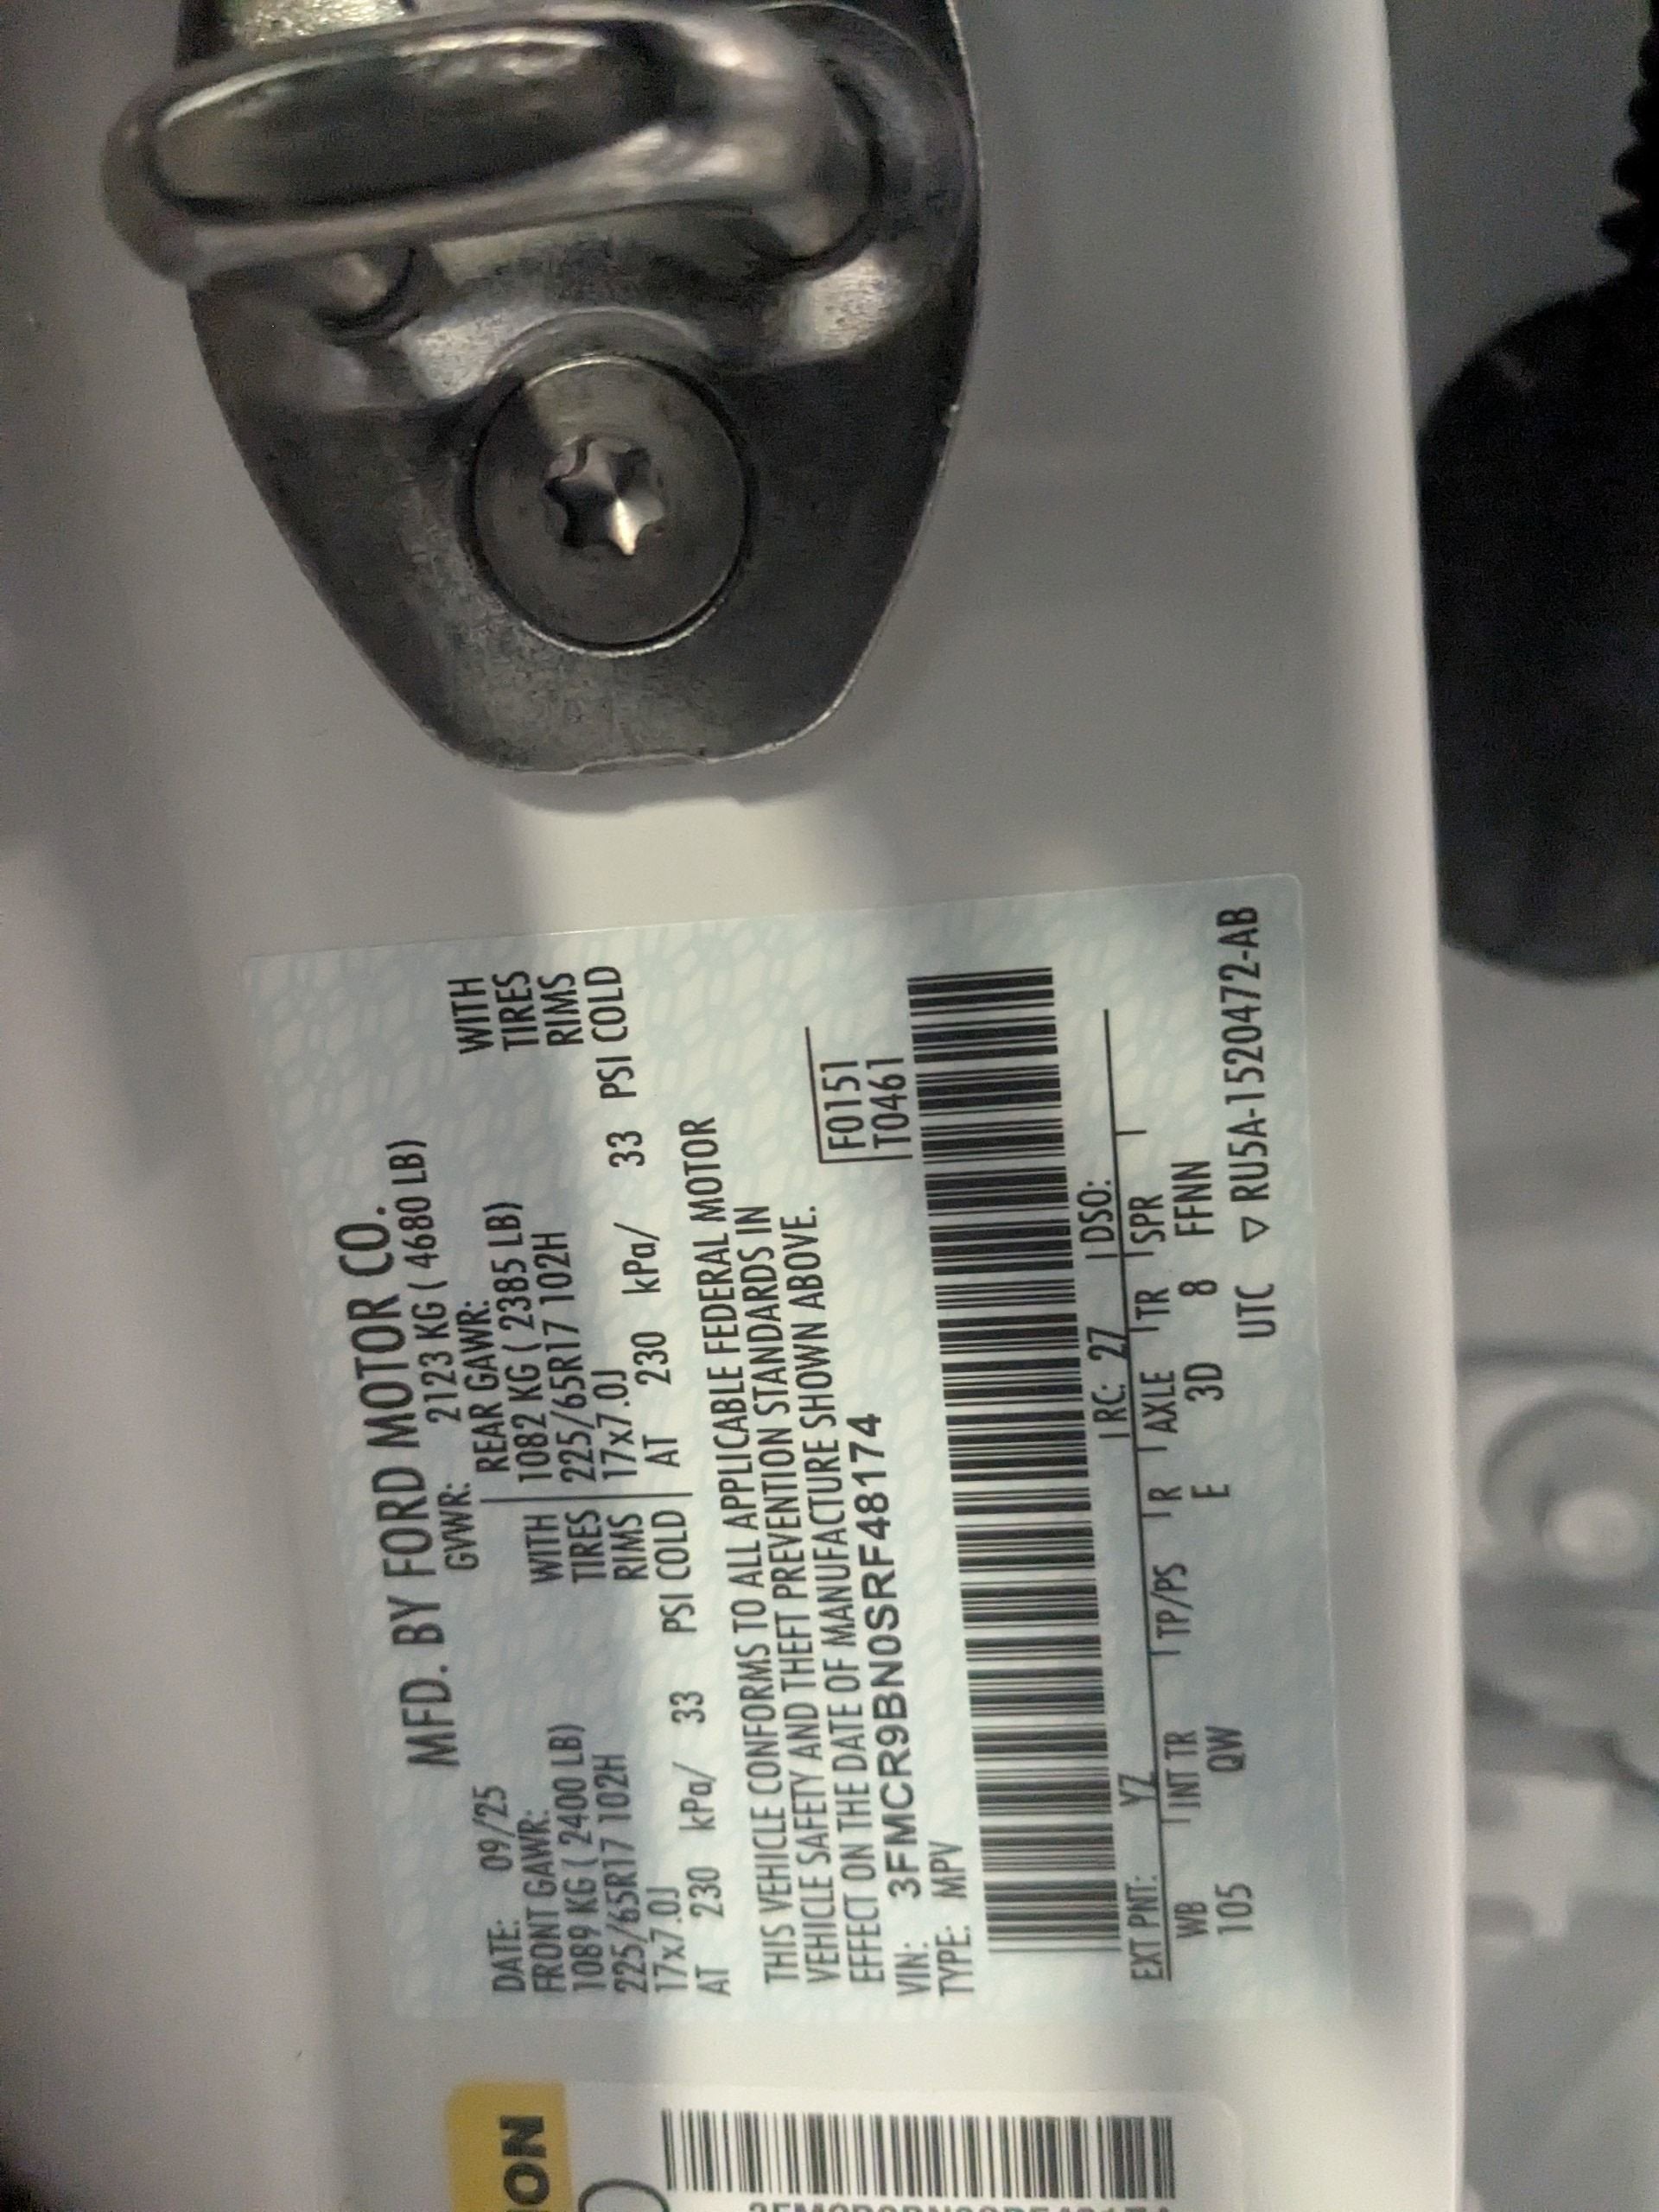 MFD. BY FORD MOTOR CO.
DATE: 09/25 GVWR: 2123 KG ( 4680 LB)
FRONT GAWR: REAR GAWR:
1089 KG ( 2400 LB) WITH 1082 KG ( 2385 LB) WITH
225/65R17 102H TIRES 225/65R17 102H TIRES
17x7.0J RIMS 17x7.0J RIMS
AT 230 kPa/ 33 PSI COLD AT 230 kPa/ 33 PSI COLD
THIS VEHICLE CONFORMS TO ALL APPLICABLE FEDERAL MOTOR
VEHICLE SAFETY AND THEFT PREVENTION STANDARDS IN
EFFECT ON THE DATE OF MANUFACTURE SHOWN ABOVE.
VIN: 3FMCR9BN0SRF48174 F0151
TYPE: MPV T0461
EXT PNT: YZ RC: 27 DSO:
WB INT TR TP/PS R AXLE TR SPR
105 QW E 3D 8 FFNN
UTC ▽ RU5A-1520472-AB